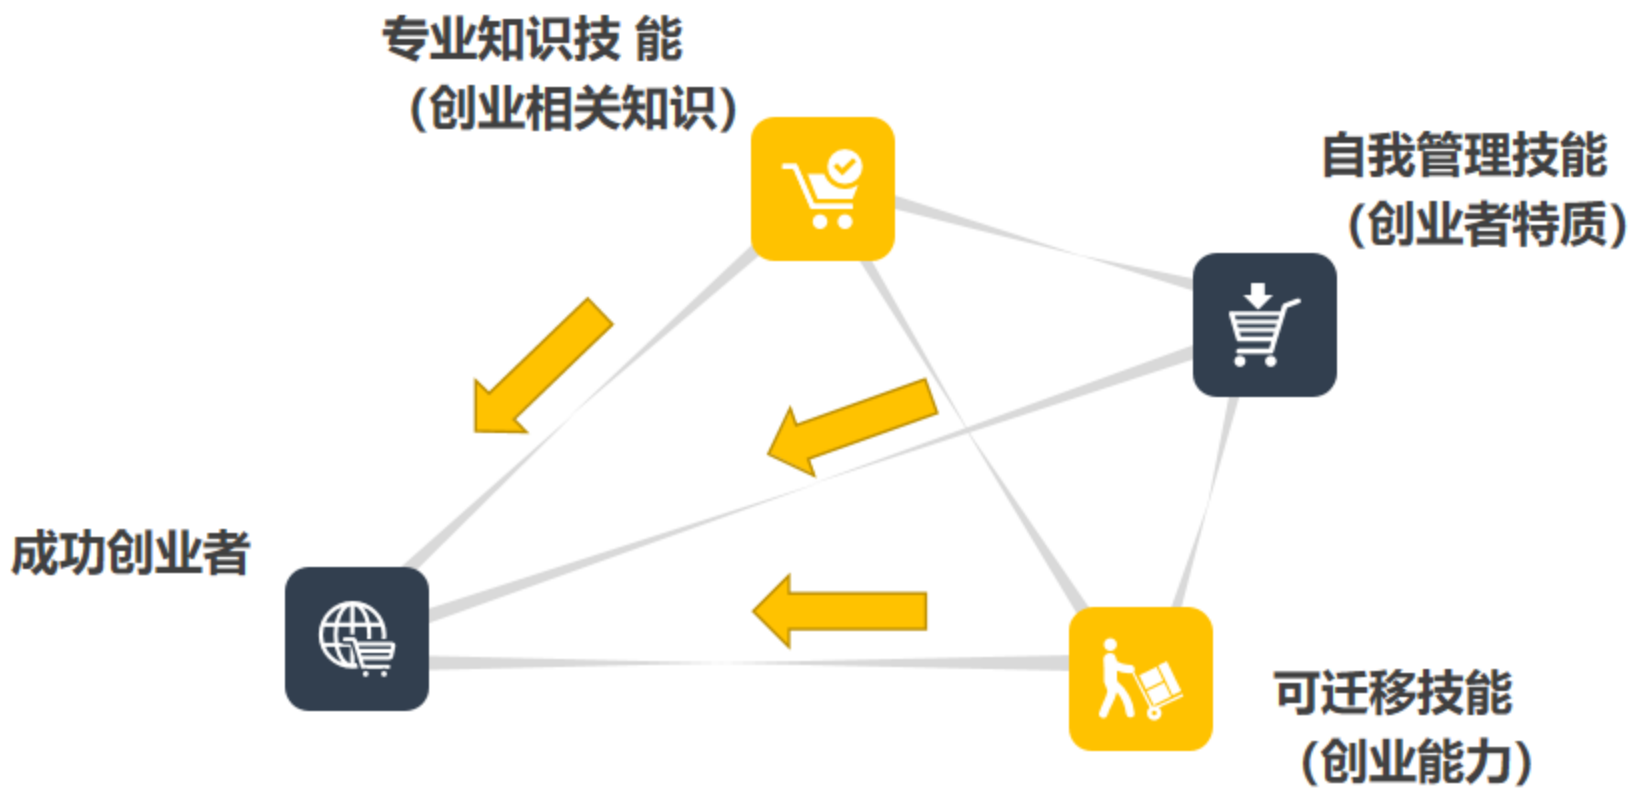 专业知识技 能
（创业相关知识）
自我管理技能
（创业者特质）
成功创业者
可迁移技能
（创业能力）